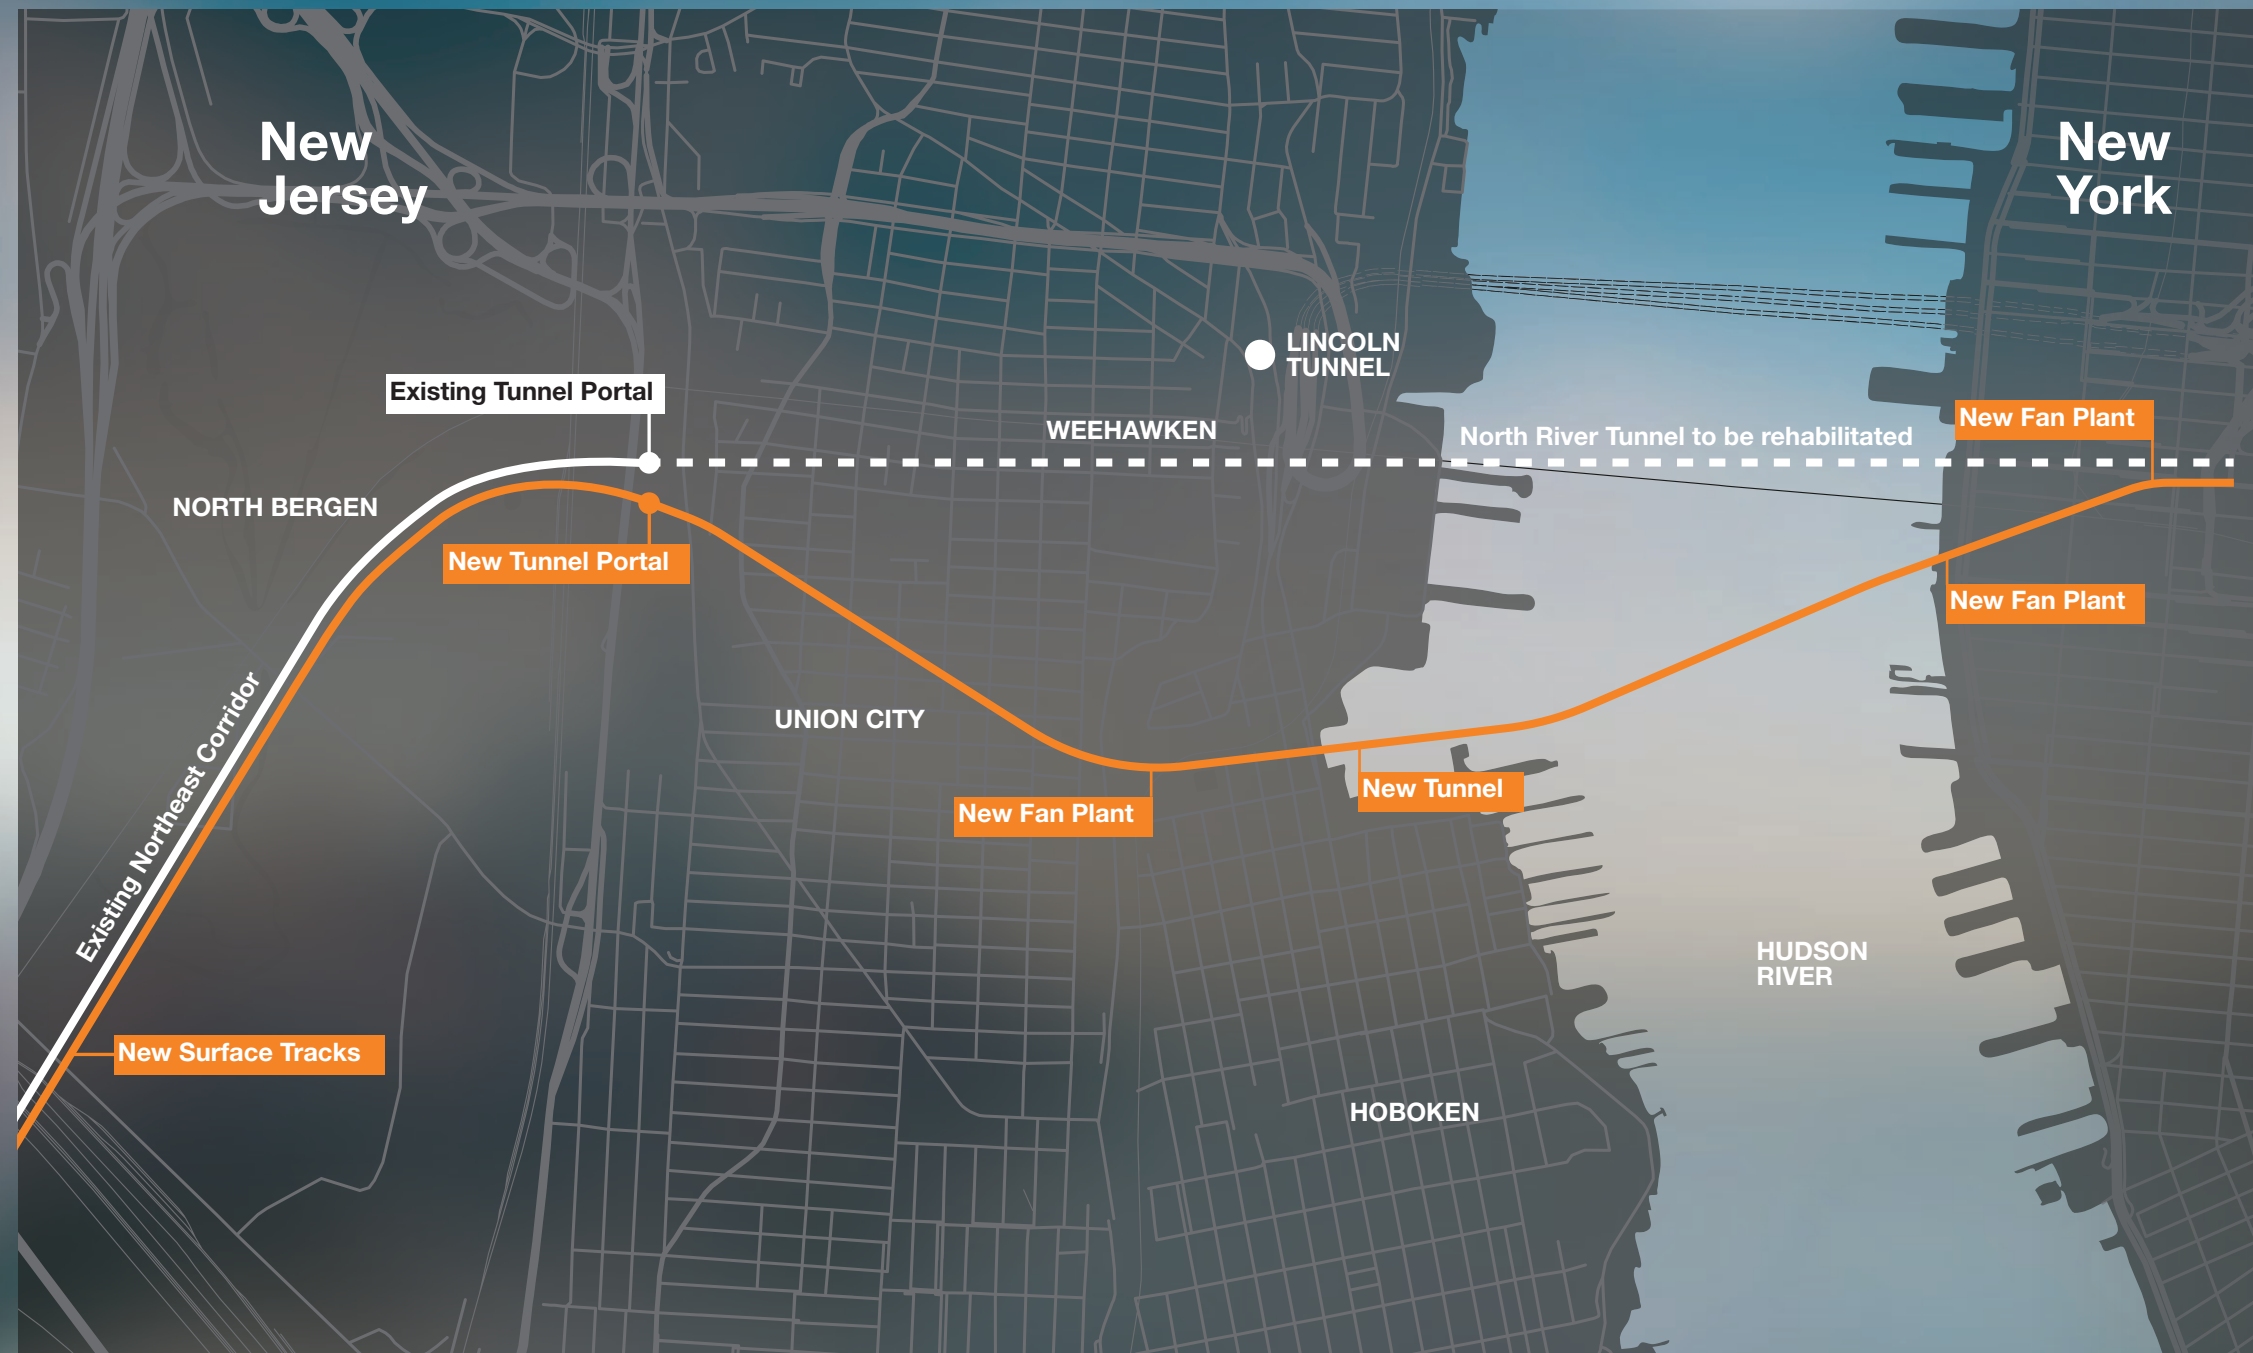 New
Jersey
New
York
LINCOLN
TUNNEL
Existing Tunnel Portal
WEEHAWKEN
North River Tunnel to be rehabilitated
New Fan Plant
NORTH BERGEN
New Tunnel Portal
New Fan Plant
Existing Northeast Corridor
UNION CITY
New Fan Plant
New Tunnel
HUDSON
RIVER
New Surface Tracks
HOBOKEN